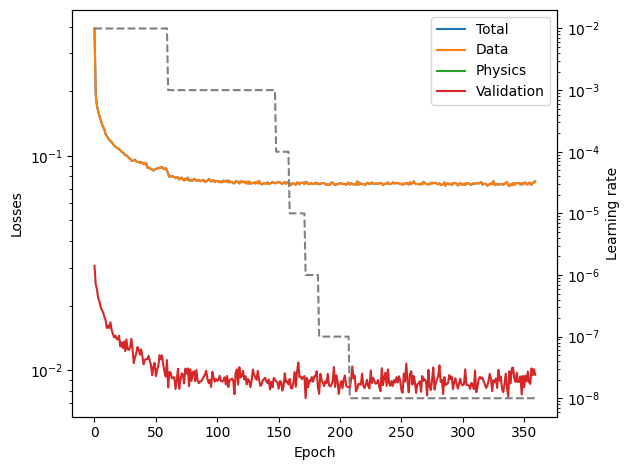 Total
Data
Physics
Validation
Losses
10⁻¹
10⁻²
10⁻²
10⁻³
10⁻⁴
10⁻⁵
10⁻⁶
10⁻⁷
10⁻⁸
Learning rate
0 50 100 150 200 250 300 350
Epoch